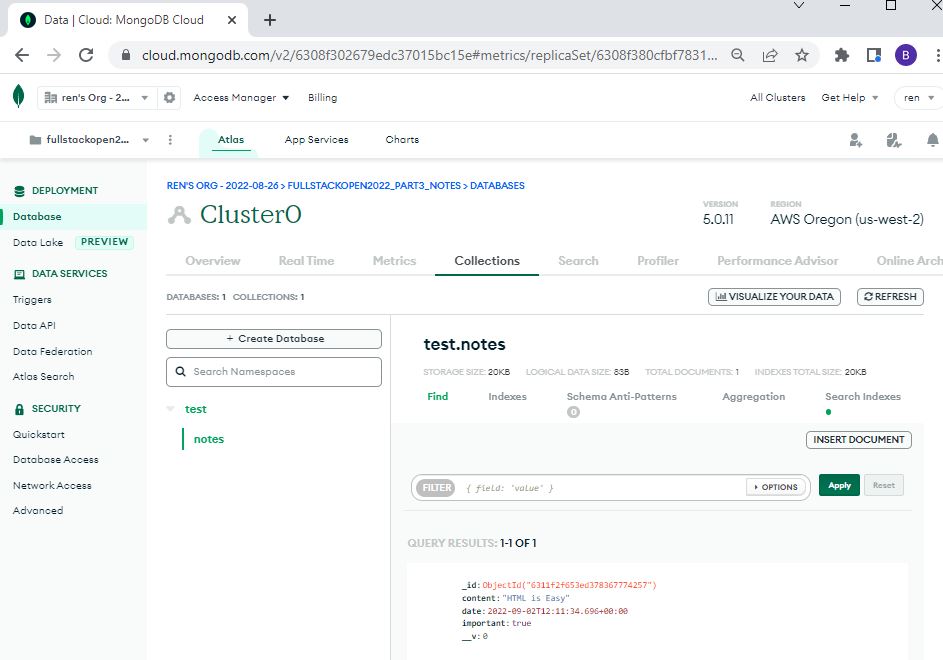 Data | Cloud: MongoDB Cloud
cloud.mongodb.com/v2/6308f302679edc37015bc15e#metrics/replicaSet/6308f380cfbf7831...
B
ren's Org - 2...
Access Manager
Billing
All Clusters
Get Help
ren
fullstackopen2...
Atlas
App Services
Charts
DEPLOYMENT
Database
Data Lake PREVIEW
DATA SERVICES
Triggers
Data API
Data Federation
Atlas Search
SECURITY
Quickstart
Database Access
Network Access
Advanced
REN'S ORG - 2022-08-26 > FULLSTACKOPEN2022_PART3_NOTES > DATABASES
Cluster0
VERSION
5.0.11
REGION
AWS Oregon (us-west-2)
Overview
Real Time
Metrics
Collections
Search
Profiler
Performance Advisor
Online Arch
DATABASES: 1 COLLECTIONS: 1
VISUALIZE YOUR DATA
REFRESH
+ Create Database
Search Namespaces
test
notes
test.notes
STORAGE SIZE: 20KB LOGICAL DATA SIZE: 83B TOTAL DOCUMENTS: 1 INDEXES TOTAL SIZE: 20KB
Find
Indexes
Schema Anti-Patterns
0
Aggregation
Search Indexes
INSERT DOCUMENT
FILTER { field: 'value' }
OPTIONS
Apply
Reset
QUERY RESULTS: 1-1 OF 1
_id: ObjectId("6311f2f653ed378367774257")
content: "HTML is Easy"
date: 2022-09-02T12:11:34.696+00:00
important: true
__v: 0